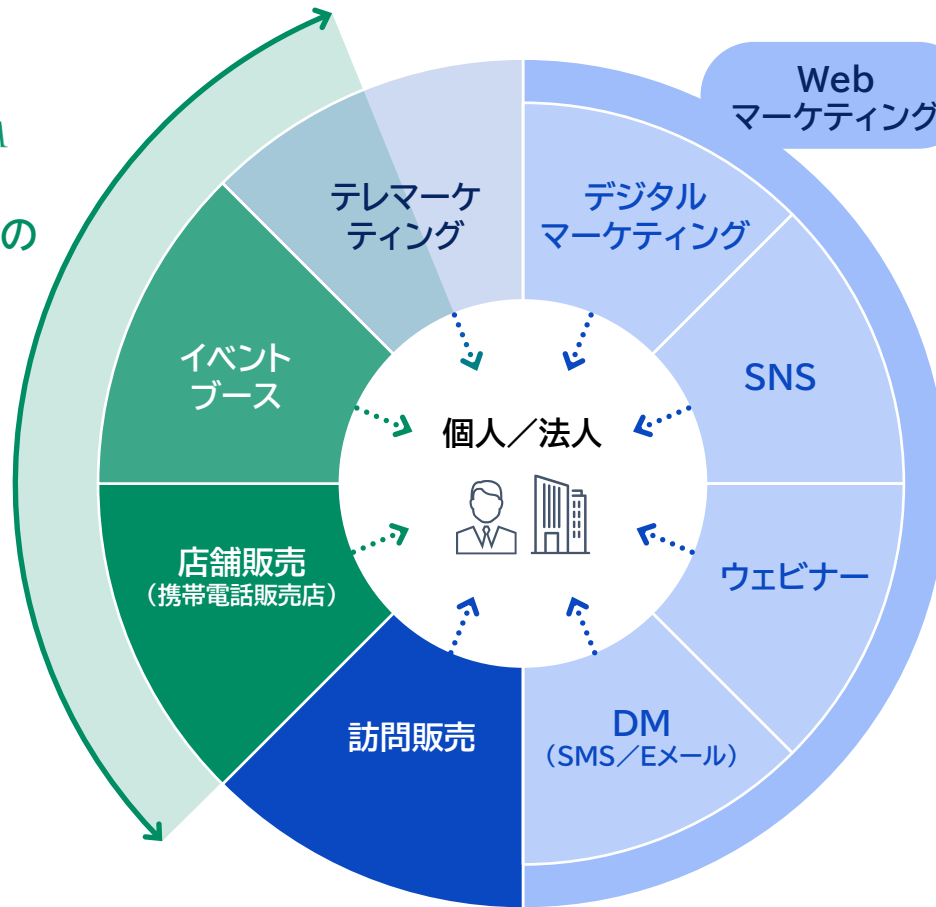 の
Web
マーケティング
テレマーケ
ティング
デジタル
マーケティング
イベント
ブース
SNS
個人／法人
店舗販売
（携帯電話販売店）
ウェビナー
訪問販売
DM
（SMS／Eメール）